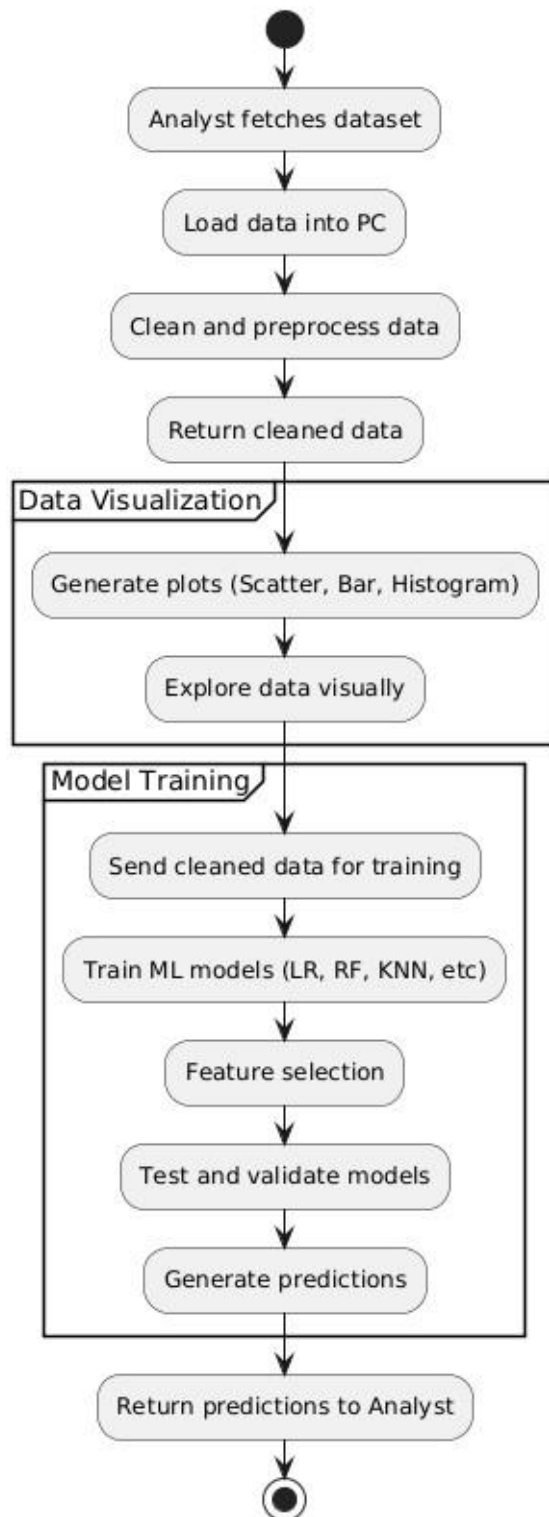 Analyst fetches dataset
Load data into PC
Clean and preprocess data
Return cleaned data
Data Visualization
Generate plots (Scatter, Bar, Histogram)
Explore data visually
Model Training
Send cleaned data for training
Train ML models (LR, RF, KNN, etc)
Feature selection
Test and validate models
Generate predictions
Return predictions to Analyst